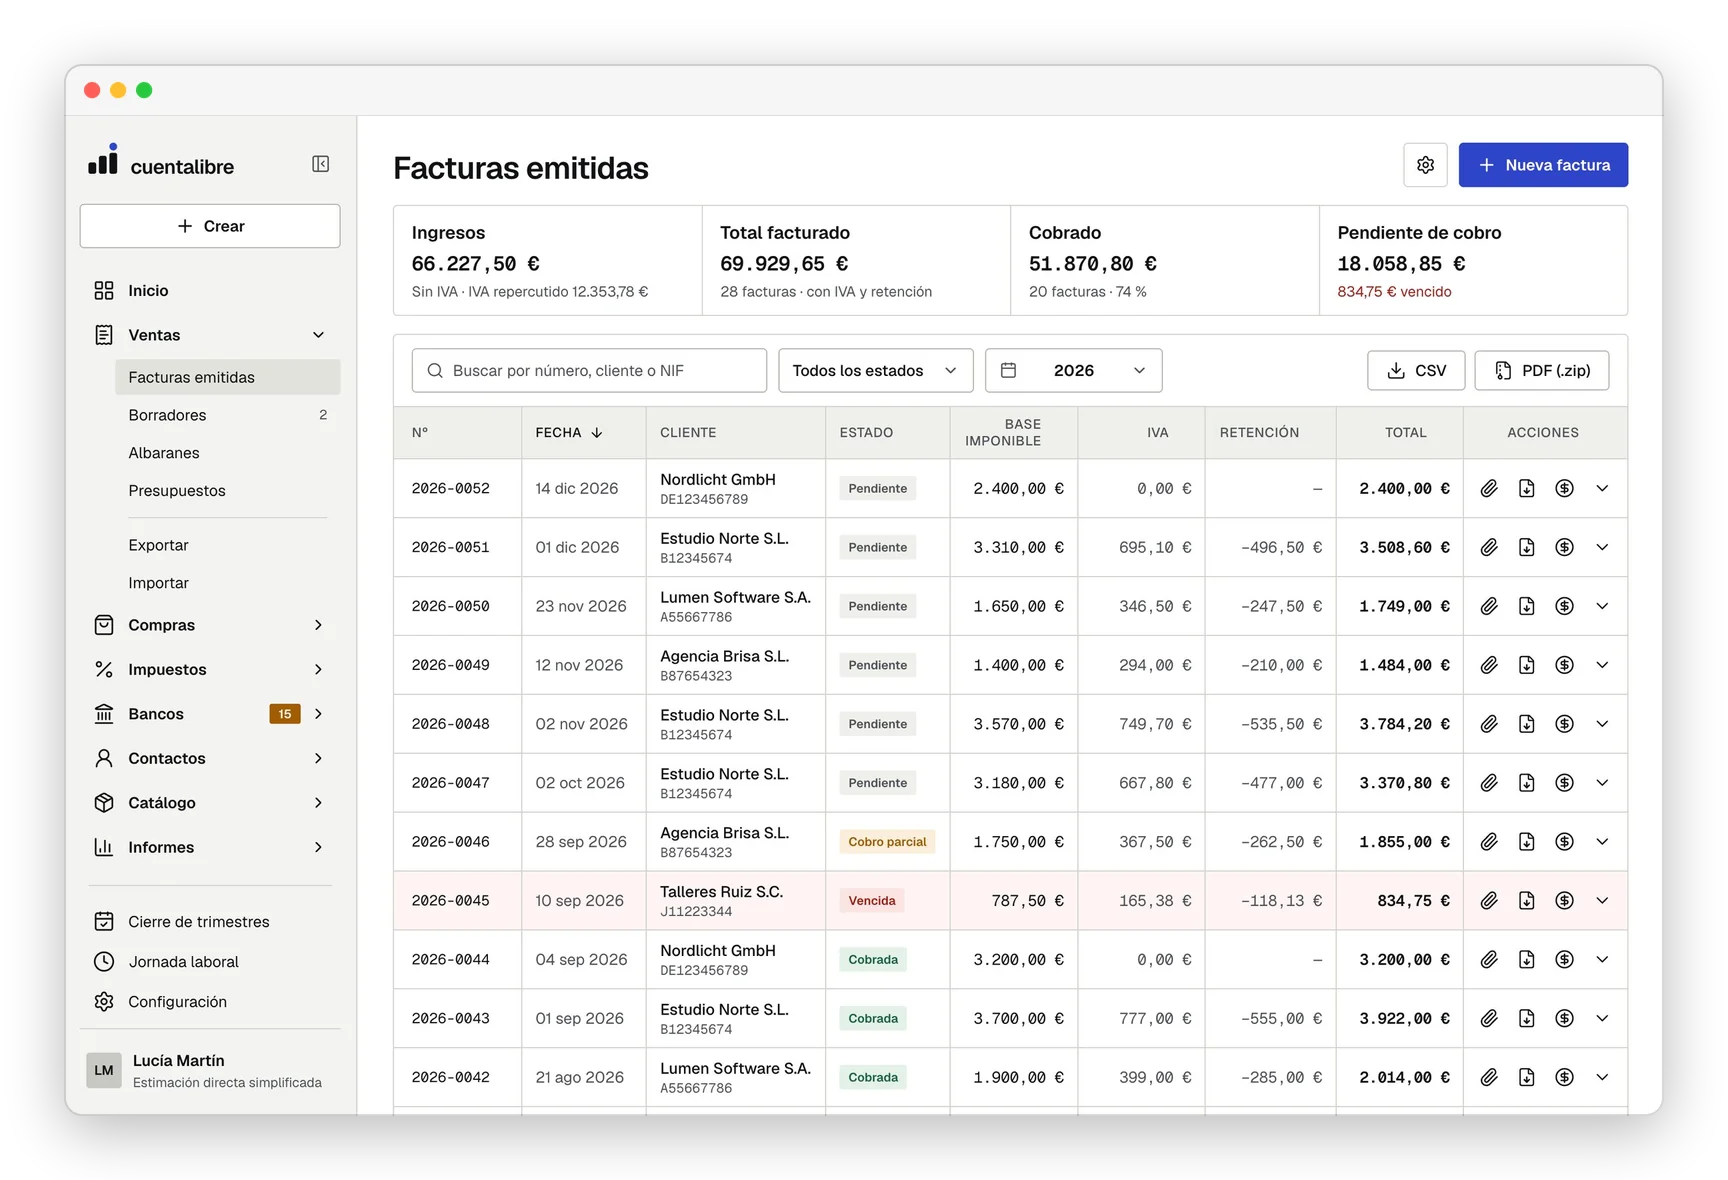 cuentalibre
Crear
Inicio
Ventas
Facturas emitidas
Borradores 2
Albaranes
Presupuestos
Exportar
Importar
Compras
Impuestos
Bancos 15
Contactos
Catálogo
Informes
Cierre de trimestres
Jornada laboral
Configuración
LM
Lucía Martín
Estimación directa simplificada
Facturas emitidas
Nueva factura
Ingresos
66.227,50 €
Sin IVA · IVA repercutido 12.353,78 €
Total facturado
69.929,65 €
28 facturas · con IVA y retención
Cobrado
51.870,80 €
20 facturas · 74 %
Pendiente de cobro
18.058,85 €
834,75 € vencido
Buscar por número, cliente o NIF
Todos los estados
2026
CSV
PDF (.zip)
Nº FECHA CLIENTE ESTADO BASE IMPONIBLE IVA RETENCIÓN TOTAL ACCIONES
2026-0052 14 dic 2026 Nordlicht GmbH Pendiente 2.400,00 € 0,00 € – 2.400,00 €
DE123456789
2026-0051 01 dic 2026 Estudio Norte S.L. Pendiente 3.310,00 € 695,10 € –496,50 € 3.508,60 €
B12345674
2026-0050 23 nov 2026 Lumen Software S.A. Pendiente 1.650,00 € 346,50 € –247,50 € 1.749,00 €
A55667786
2026-0049 12 nov 2026 Agencia Brisa S.L. Pendiente 1.400,00 € 294,00 € –210,00 € 1.484,00 €
B87654323
2026-0048 02 nov 2026 Estudio Norte S.L. Pendiente 3.570,00 € 749,70 € –535,50 € 3.784,20 €
B12345674
2026-0047 02 oct 2026 Estudio Norte S.L. Pendiente 3.180,00 € 667,80 € –477,00 € 3.370,80 €
B12345674
2026-0046 28 sep 2026 Agencia Brisa S.L. Cobro parcial 1.750,00 € 367,50 € –262,50 € 1.855,00 €
B87654323
2026-0045 10 sep 2026 Talleres Ruiz S.C. Vencida 787,50 € 165,38 € –118,13 € 834,75 €
J11223344
2026-0044 04 sep 2026 Nordlicht GmbH Cobrada 3.200,00 € 0,00 € – 3.200,00 €
DE123456789
2026-0043 01 sep 2026 Estudio Norte S.L. Cobrada 3.700,00 € 777,00 € –555,00 € 3.922,00 €
B12345674
2026-0042 21 ago 2026 Lumen Software S.A. Cobrada 1.900,00 € 399,00 € –285,00 € 2.014,00 €
A55667786